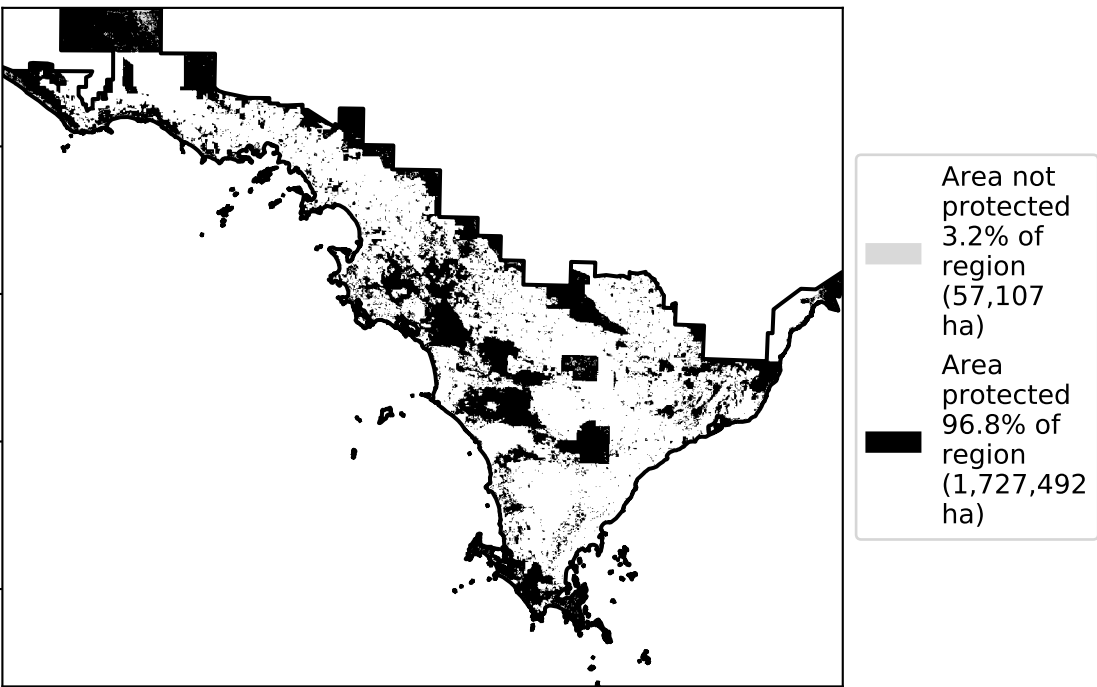 Area not
protected
3.2% of
region
(57,107
ha)
Area
protected
96.8% of
region
(1,727,492
ha)